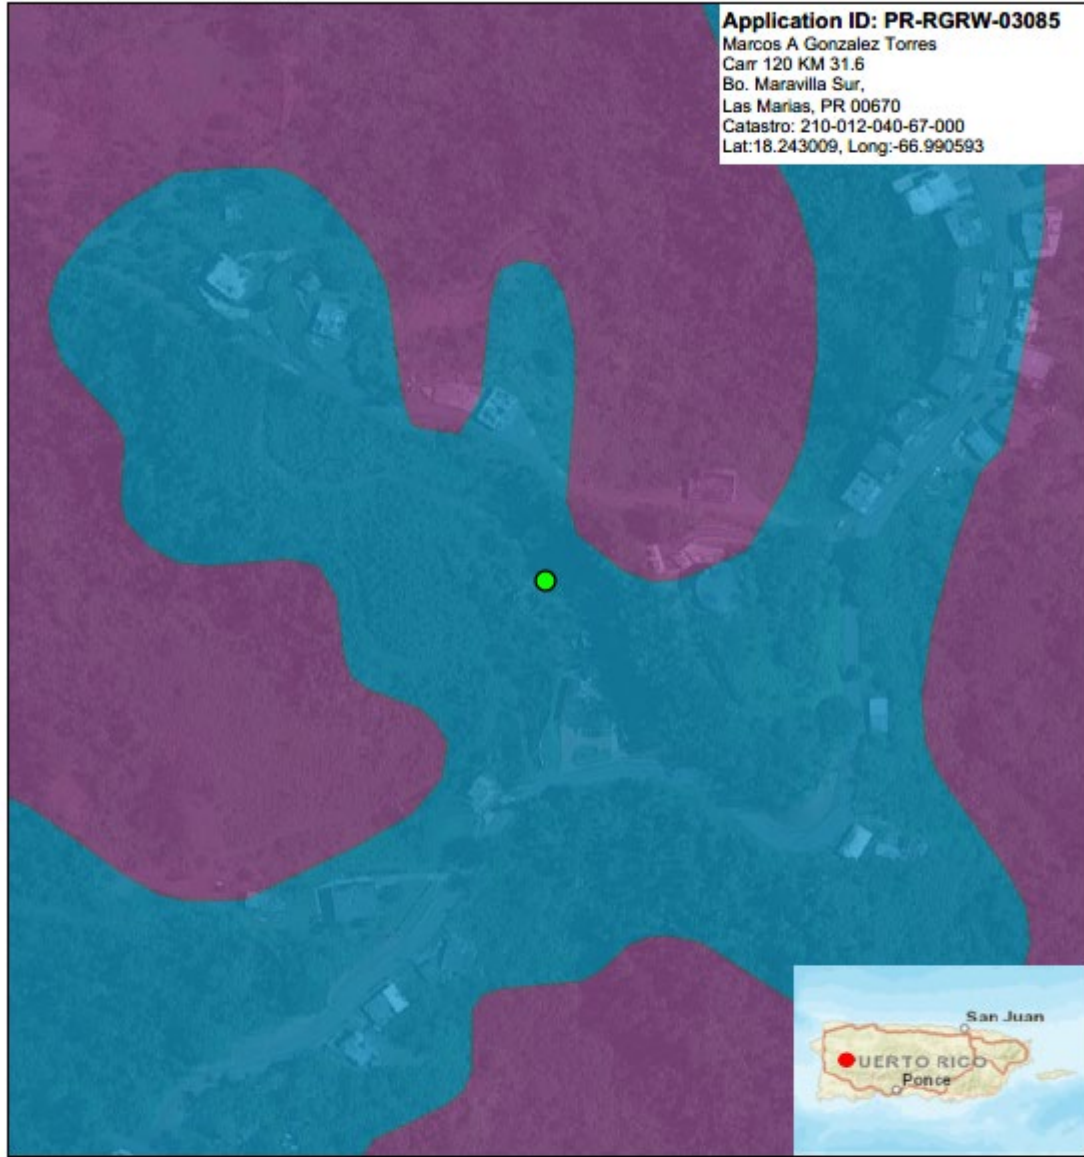 Application ID: PR-RGRW-03085
Marcos A Gonzalez Torres
Carr 120 KM 31.6
Bo. Maravilla Sur,
Las Marias, PR 00670
Catastro: 210-012-040-67-000
Lat:18.243009, Long:-66.990593
San Juan
UERTO RICO
Ponce